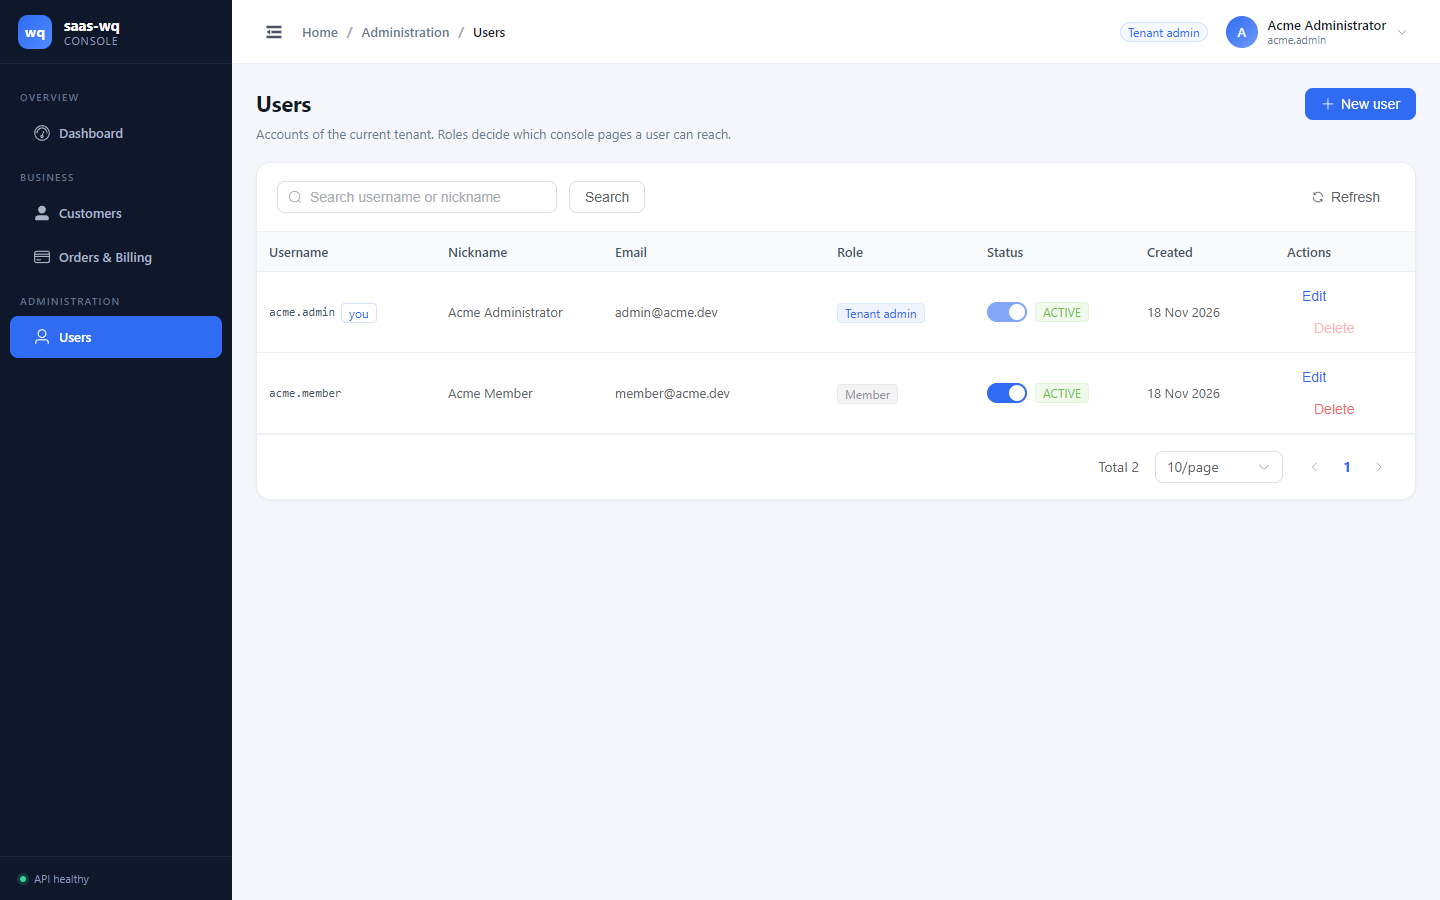 wq saas-wq
CONSOLE
OVERVIEW
Dashboard
BUSINESS
Customers
Orders & Billing
ADMINISTRATION
Users
API healthy
Home / Administration / Users
Tenant admin
A
Acme Administrator
acme.admin
Users
New user
Accounts of the current tenant. Roles decide which console pages a user can reach.
Search username or nickname Search Refresh
Username Nickname Email Role Status Created Actions
acme.admin you Acme Administrator admin@acme.dev Tenant admin ACTIVE 18 Nov 2026 Edit
Delete
acme.member Acme Member member@acme.dev Member ACTIVE 18 Nov 2026 Edit
Delete
Total 2 10/page 1